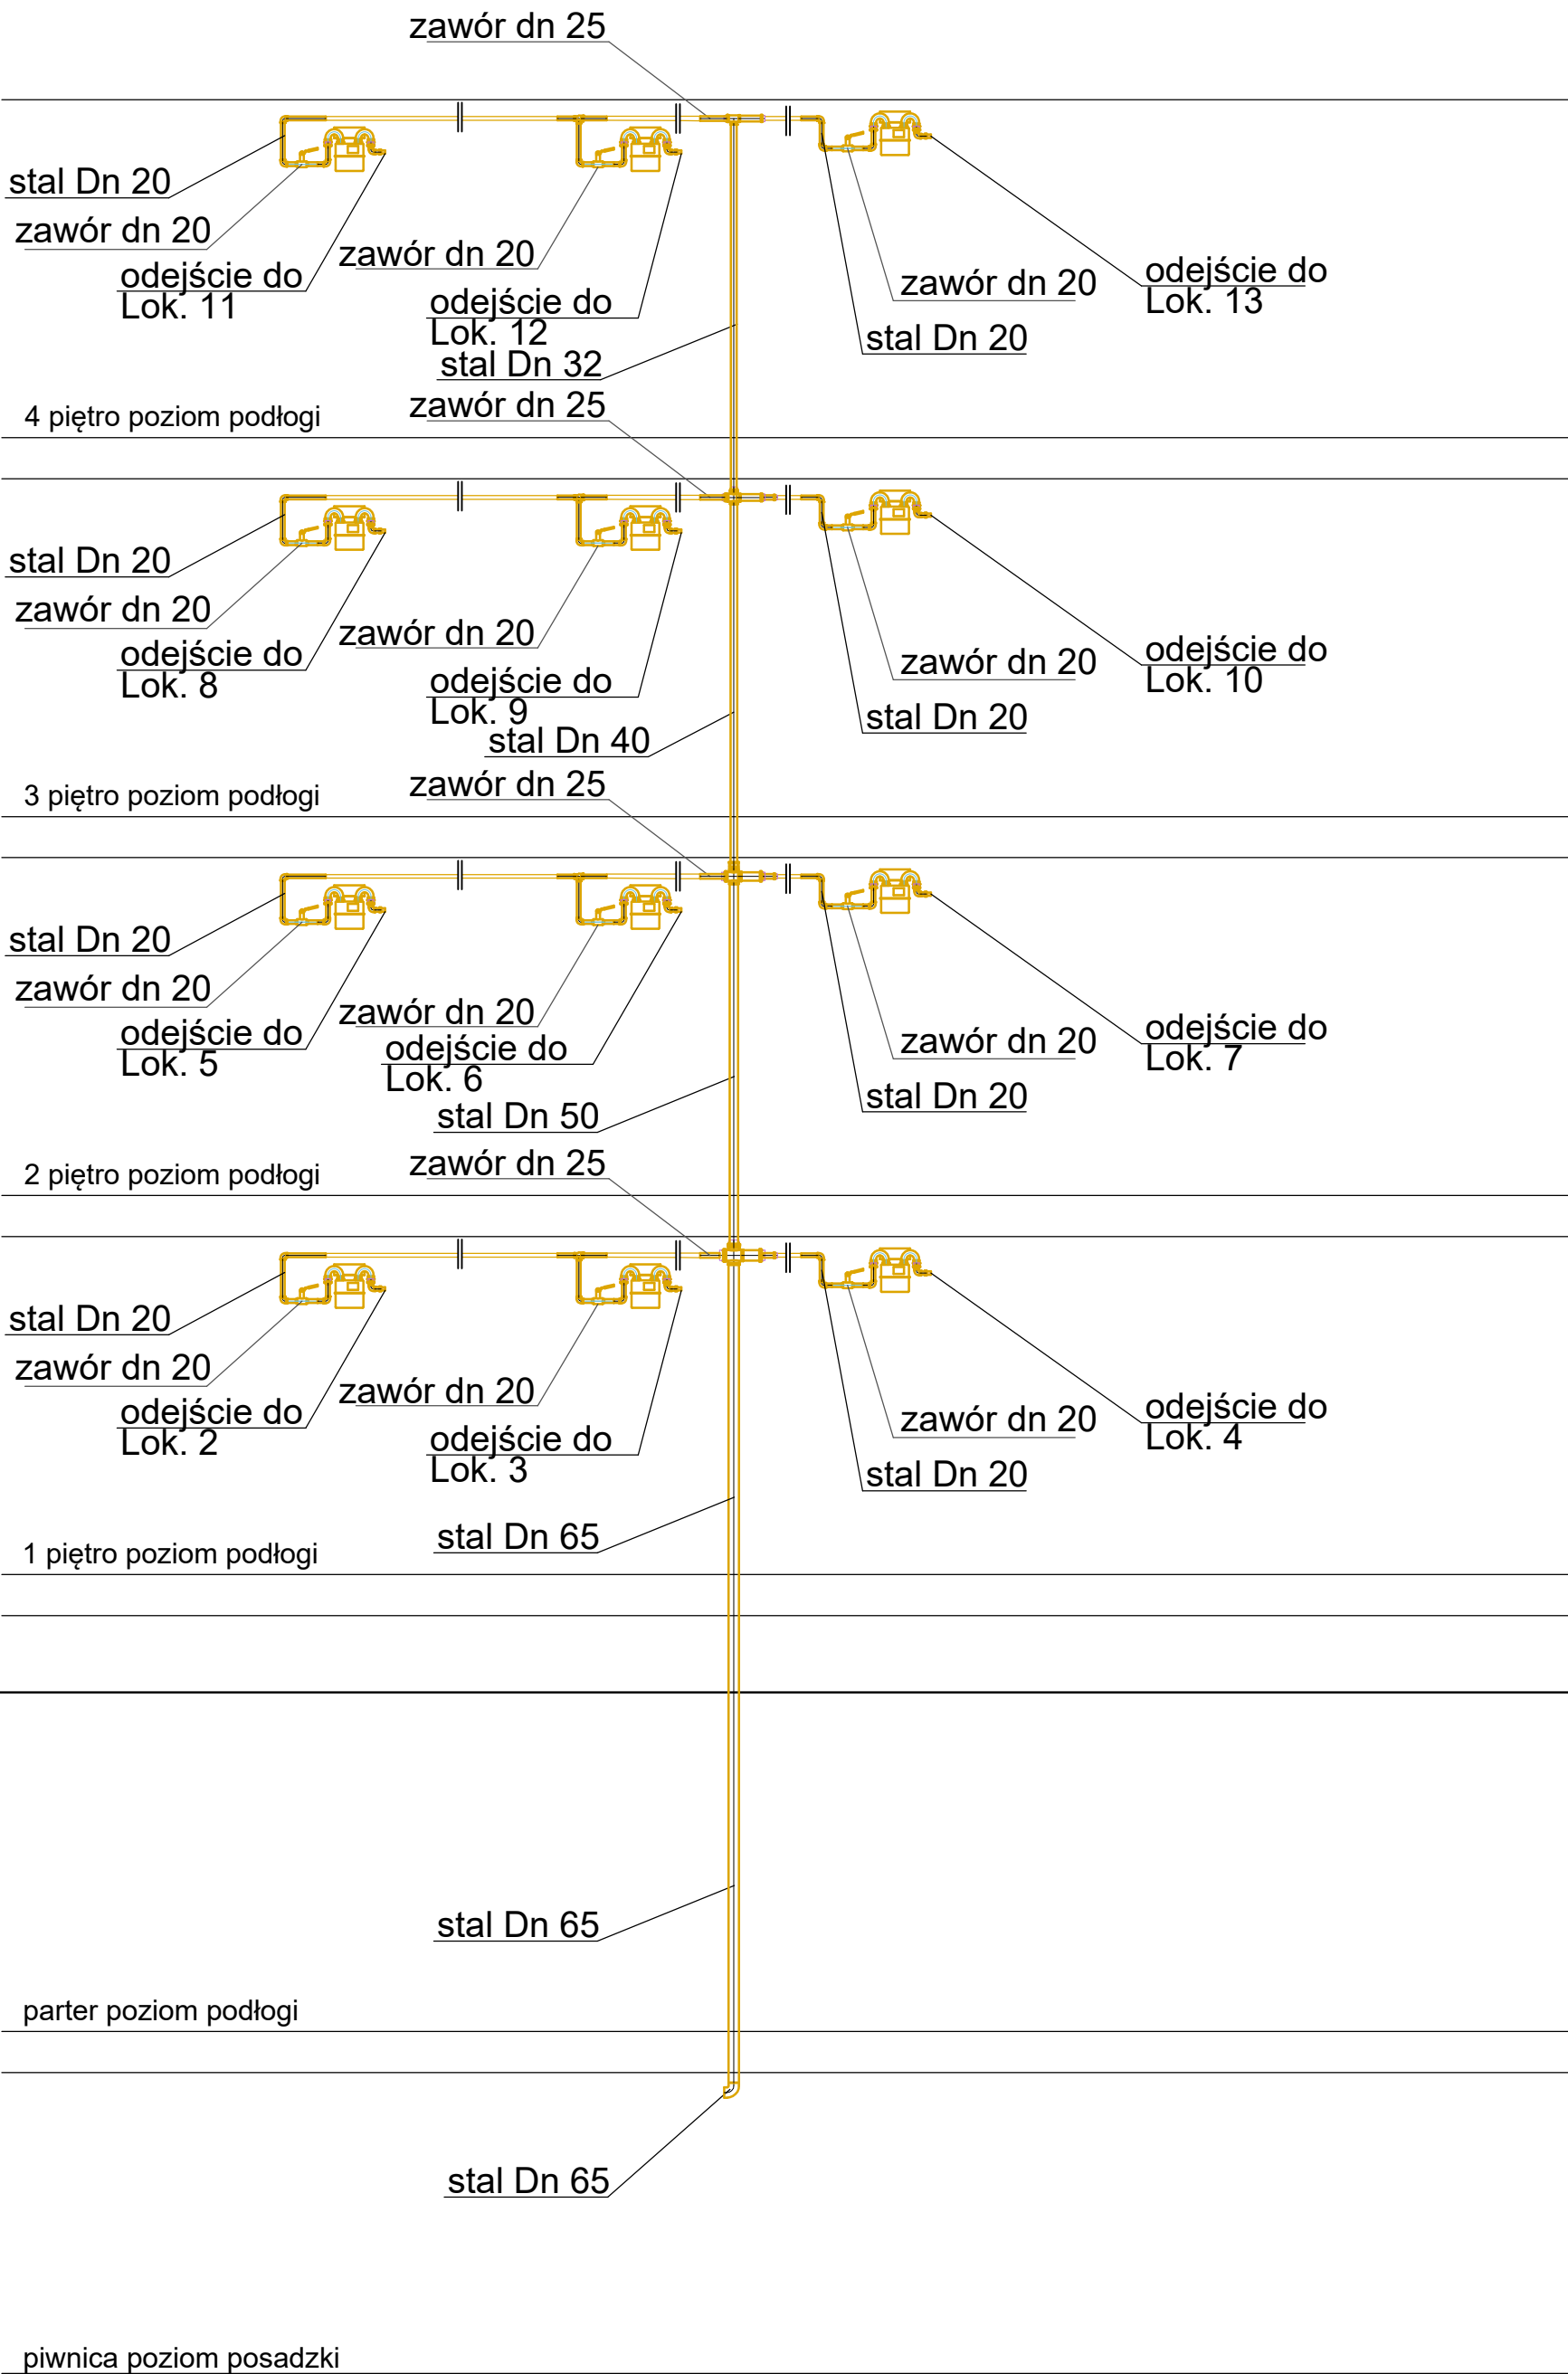 zawór dn 25
stal Dn 20
zawór dn 20
odejście do
Lok. 11
zawór dn 20
odejście do
Lok. 12
stal Dn 32
zawór dn 20
stal Dn 20
odejście do
Lok. 13
4 piętro poziom podłogi
zawór dn 25
stal Dn 20
zawór dn 20
odejście do
Lok. 8
zawór dn 20
odejście do
Lok. 9
stal Dn 40
zawór dn 20
stal Dn 20
odejście do
Lok. 10
3 piętro poziom podłogi
zawór dn 25
stal Dn 20
zawór dn 20
odejście do
Lok. 5
zawór dn 20
odejście do
Lok. 6
stal Dn 50
zawór dn 20
stal Dn 20
odejście do
Lok. 7
2 piętro poziom podłogi
zawór dn 25
stal Dn 20
zawór dn 20
odejście do
Lok. 2
zawór dn 20
odejście do
Lok. 3
zawór dn 20
stal Dn 20
odejście do
Lok. 4
stal Dn 65
1 piętro poziom podłogi
stal Dn 65
parter poziom podłogi
stal Dn 65
piwnica poziom posadzki